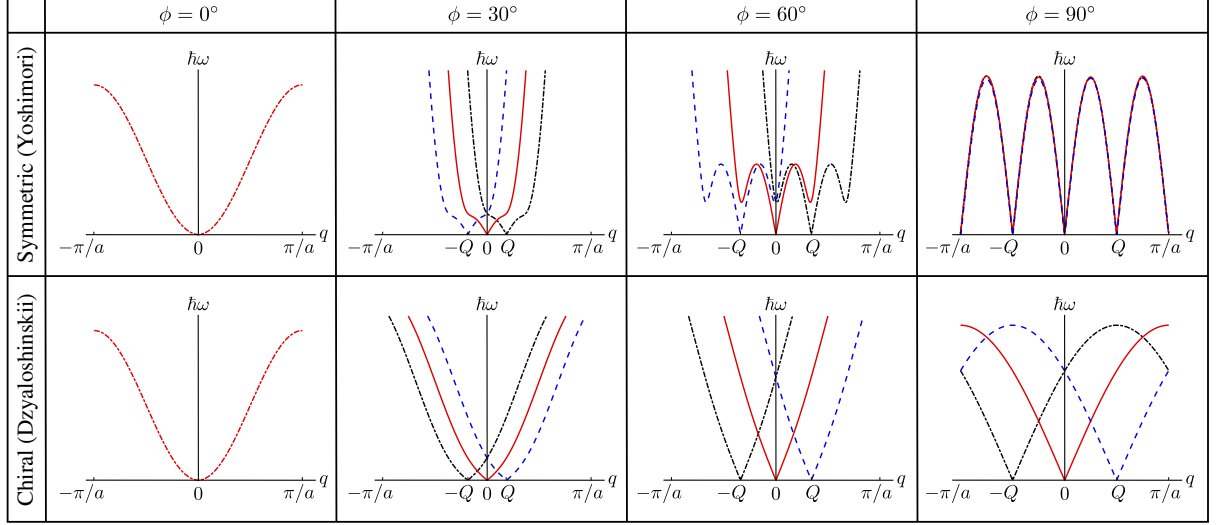 ϕ = 0° ϕ = 30° ϕ = 60° ϕ = 90°
Symmetric (Yoshimori)
ħω ħω ħω ħω
−π/a 0 π/a q −π/a −Q 0 Q π/a q −π/a −Q 0 Q π/a q −π/a −Q 0 Q π/a q
Chiral (Dzyaloshinskii)
ħω ħω ħω ħω
−π/a 0 π/a q −π/a −Q 0 Q π/a q −π/a −Q 0 Q π/a q −π/a −Q 0 Q π/a q